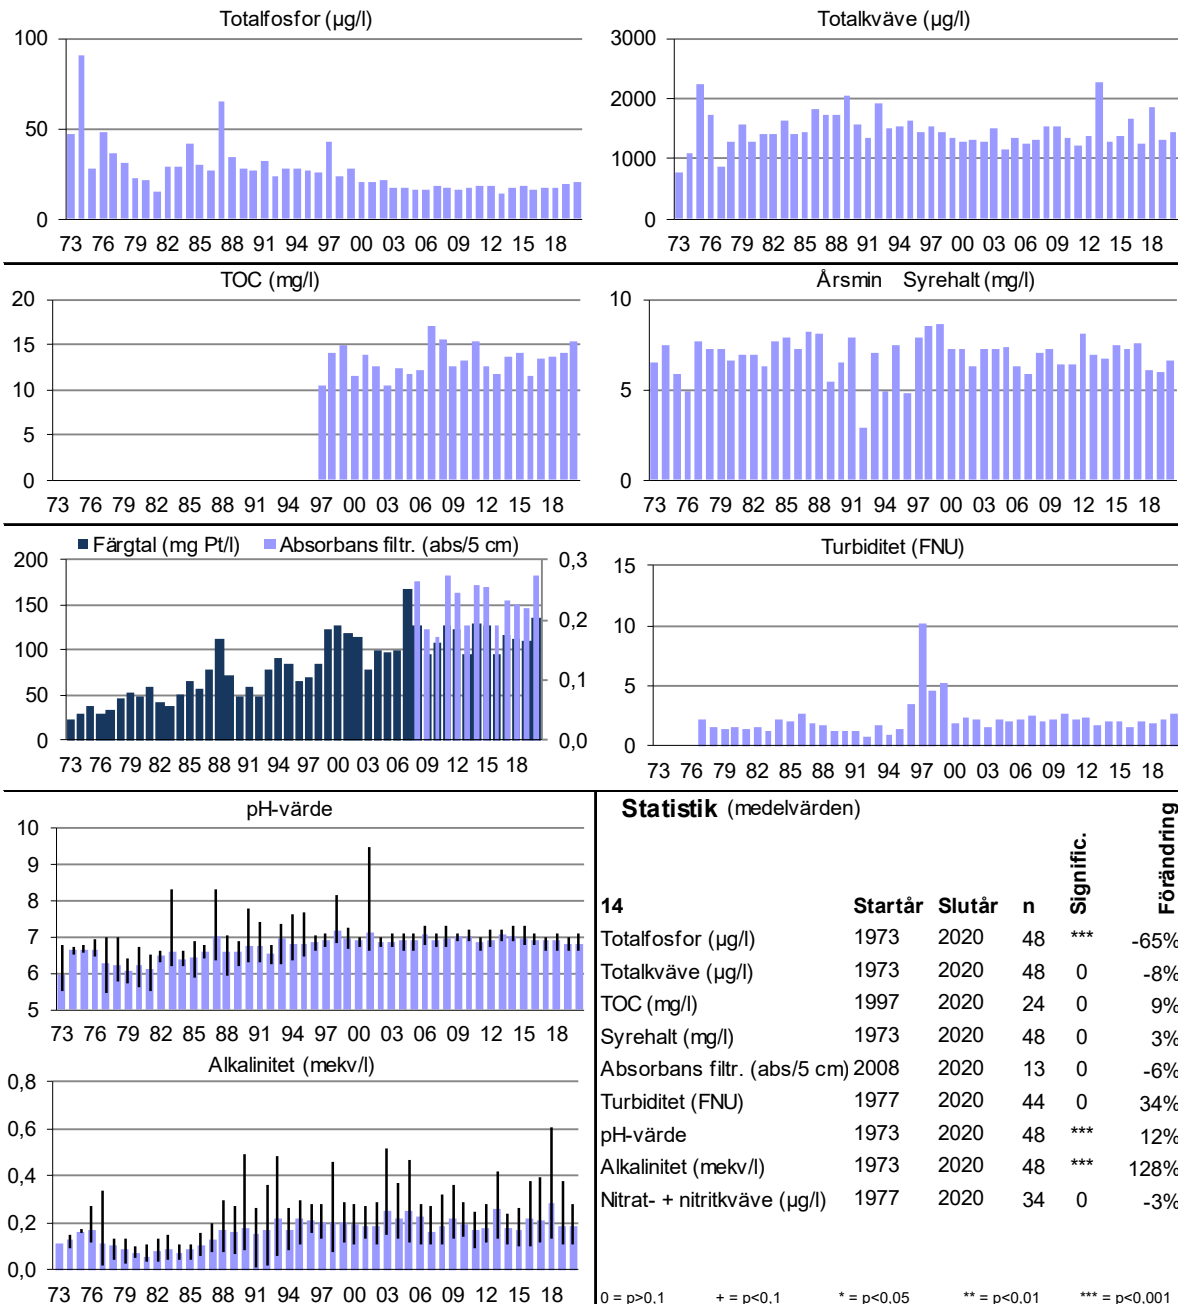 Totalfosfor (µg/l)
100
50
0
73 76 79 82 85 88 91 94 97 00 03 06 09 12 15 18
Totalkväve (µg/l)
3000
2000
1000
0
73 76 79 82 85 88 91 94 97 00 03 06 09 12 15 18
TOC (mg/l)
20
15
10
5
0
73 76 79 82 85 88 91 94 97 00 03 06 09 12 15 18
Årsmin Syrehalt (mg/l)
10
5
0
73 76 79 82 85 88 91 94 97 00 03 06 09 12 15 18
Färgtal (mg Pt/l) Absorbans filtr. (abs/5 cm)
200 0,3
150
0,2
100
0,1
50
0 0,0
73 76 79 82 85 88 91 94 97 00 03 06 09 12 15 18
Turbiditet (FNU)
15
10
5
0
73 76 79 82 85 88 91 94 97 00 03 06 09 12 15 18
pH-värde
10
9
8
7
6
5
73 76 79 82 85 88 91 94 97 00 03 06 09 12 15 18
Alkalinitet (mekv/l)
0,8
0,6
0,4
0,2
0,0
73 76 79 82 85 88 91 94 97 00 03 06 09 12 15 18
Statistik (medelvärden)
14 Startår Slutår n Signific. Förändring
Totalfosfor (µg/l) 1973 2020 48 *** -65%
Totalkväve (µg/l) 1973 2020 48 0 -8%
TOC (mg/l) 1997 2020 24 0 9%
Syrehalt (mg/l) 1973 2020 48 0 3%
Absorbans filtr. (abs/5 cm) 2008 2020 13 0 -6%
Turbiditet (FNU) 1977 2020 44 0 34%
pH-värde 1973 2020 48 *** 12%
Alkalinitet (mekv/l) 1973 2020 48 *** 128%
Nitrat- + nitritkväve (µg/l) 1977 2020 34 0 -3%
0 = p>0,1 + = p<0,1 * = p<0,05 ** = p<0,01 *** = p<0,001